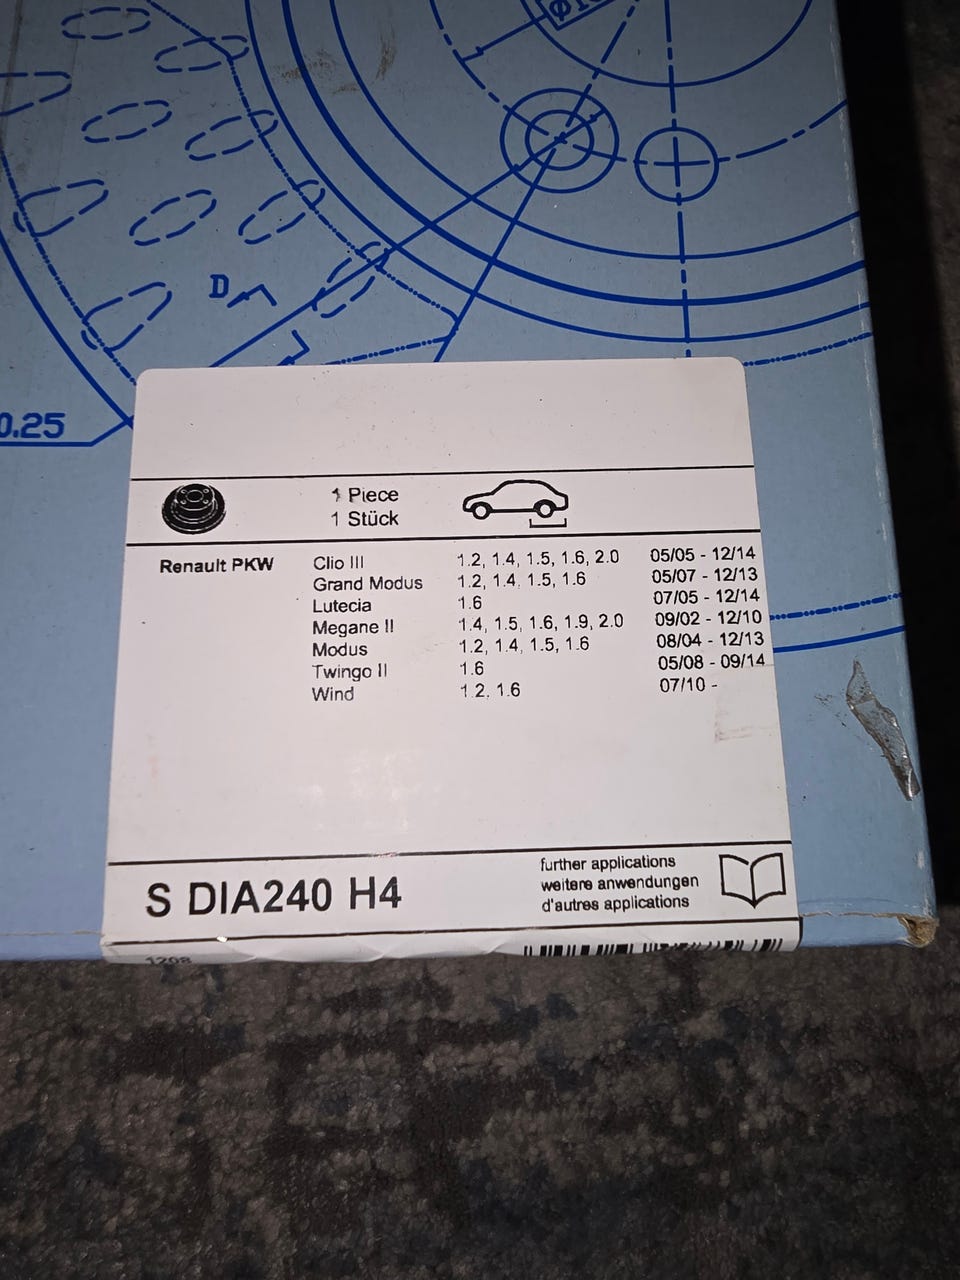 D
0.25
1 Piece
1 Stück
Renault PKW Clio III 1.2, 1.4, 1.5, 1.6, 2.0 05/05 - 12/14
Grand Modus 1.2, 1.4, 1.5, 1.6 05/07 - 12/13
Lutecia 1.6 07/05 - 12/14
Megane II 1.4, 1.5, 1.6, 1.9, 2.0 09/02 - 12/10
Modus 1.2, 1.4, 1.5, 1.6 08/04 - 12/13
Twingo II 1.6 05/08 - 09/14
Wind 1.2, 1.6 07/10 -
S DIA240 H4
further applications
weitere anwendungen
d'autres applications